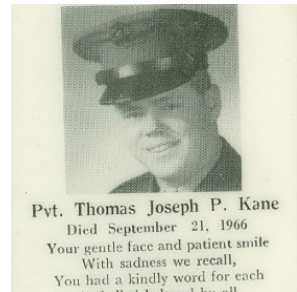 Pvt. Thomas Joseph P. Kane
Died September 21, 1966
Your gentle face and patient smile
With sadness we recall,
You had a kindly word for each